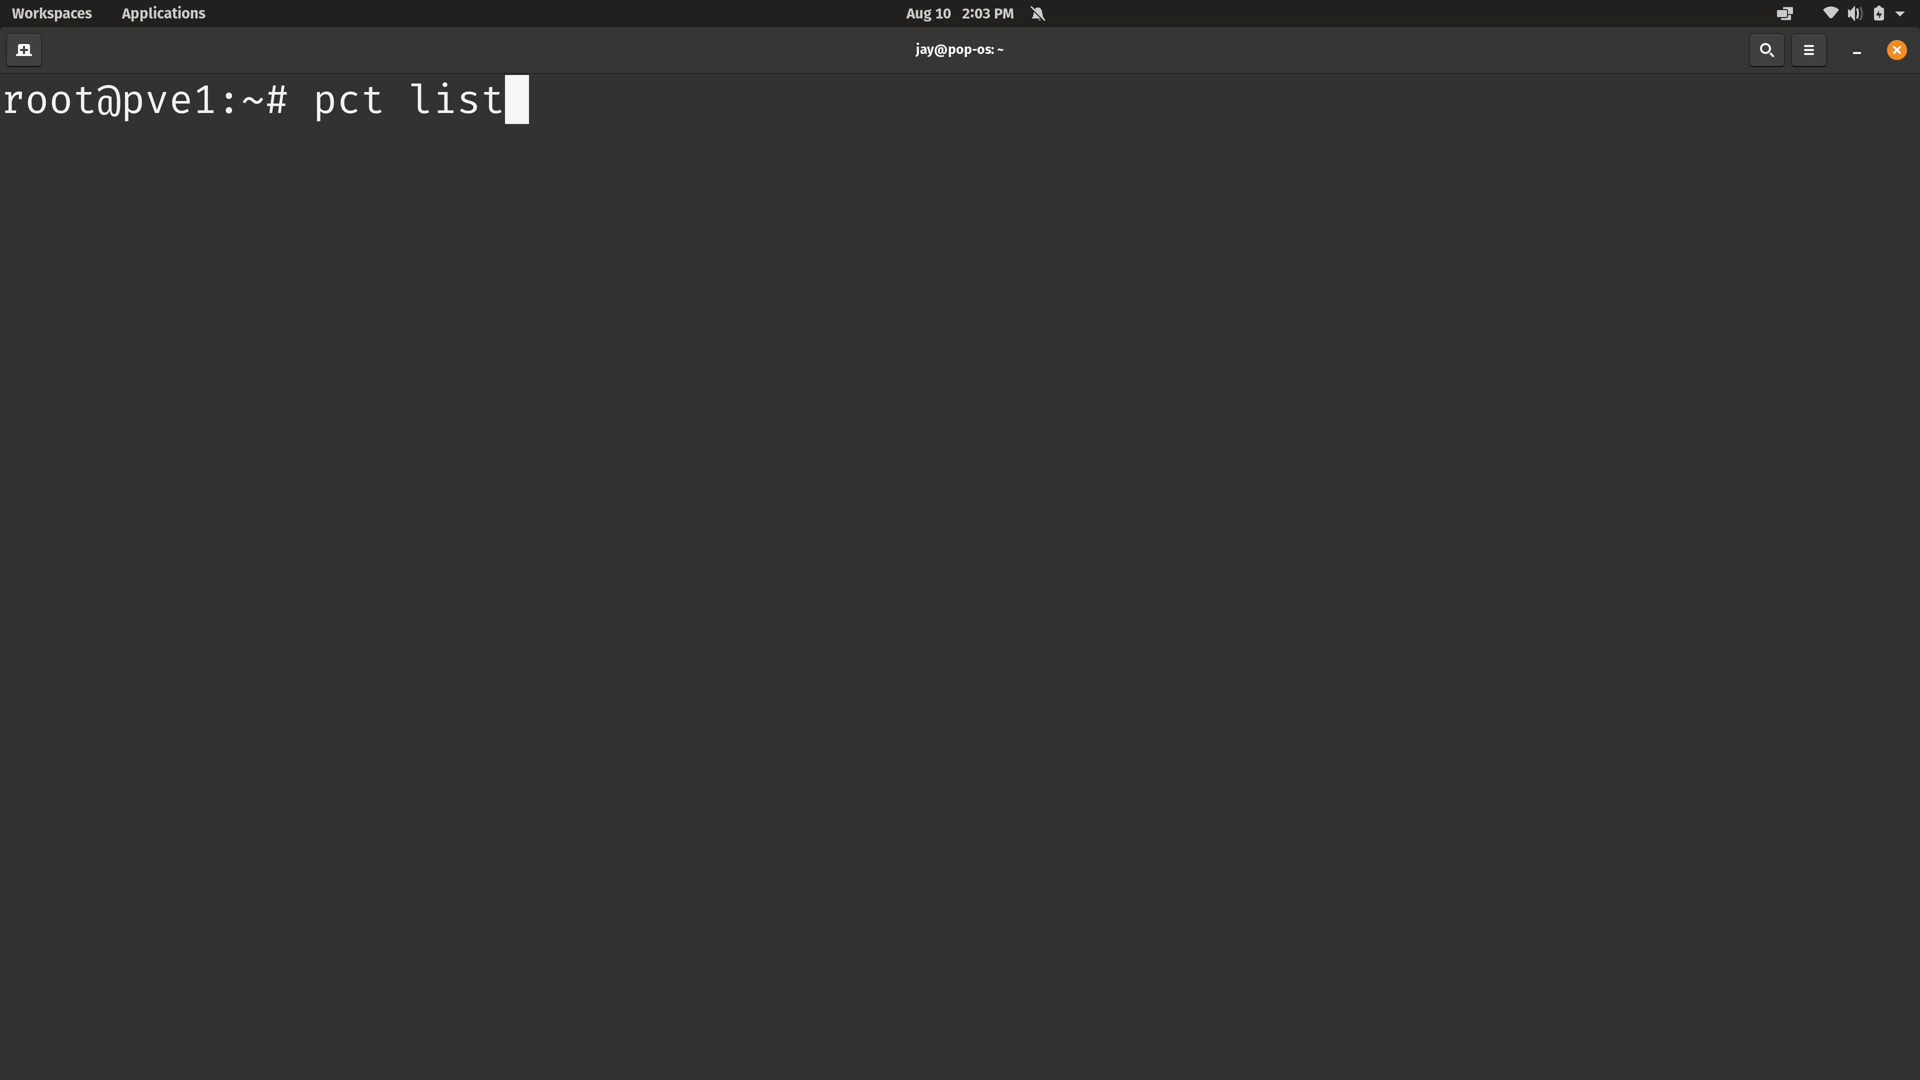 Workspaces Applications Aug 10 2:03 PM
jay@pop-os: ~
root@pve1:~# pct list